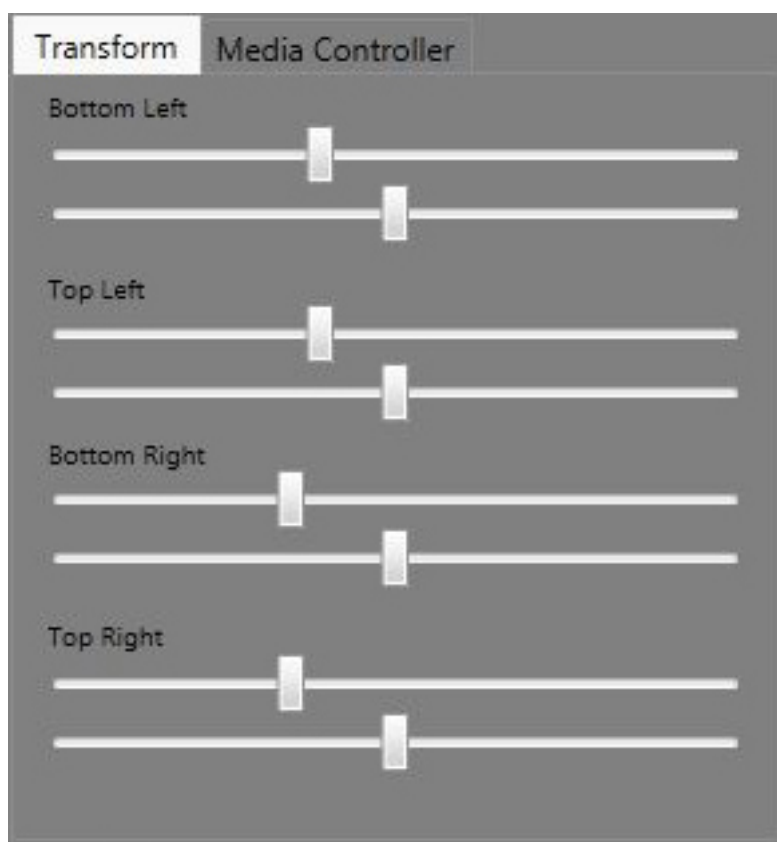 Transform Media Controller
Bottom Left
Top Left
Bottom Right
Top Right